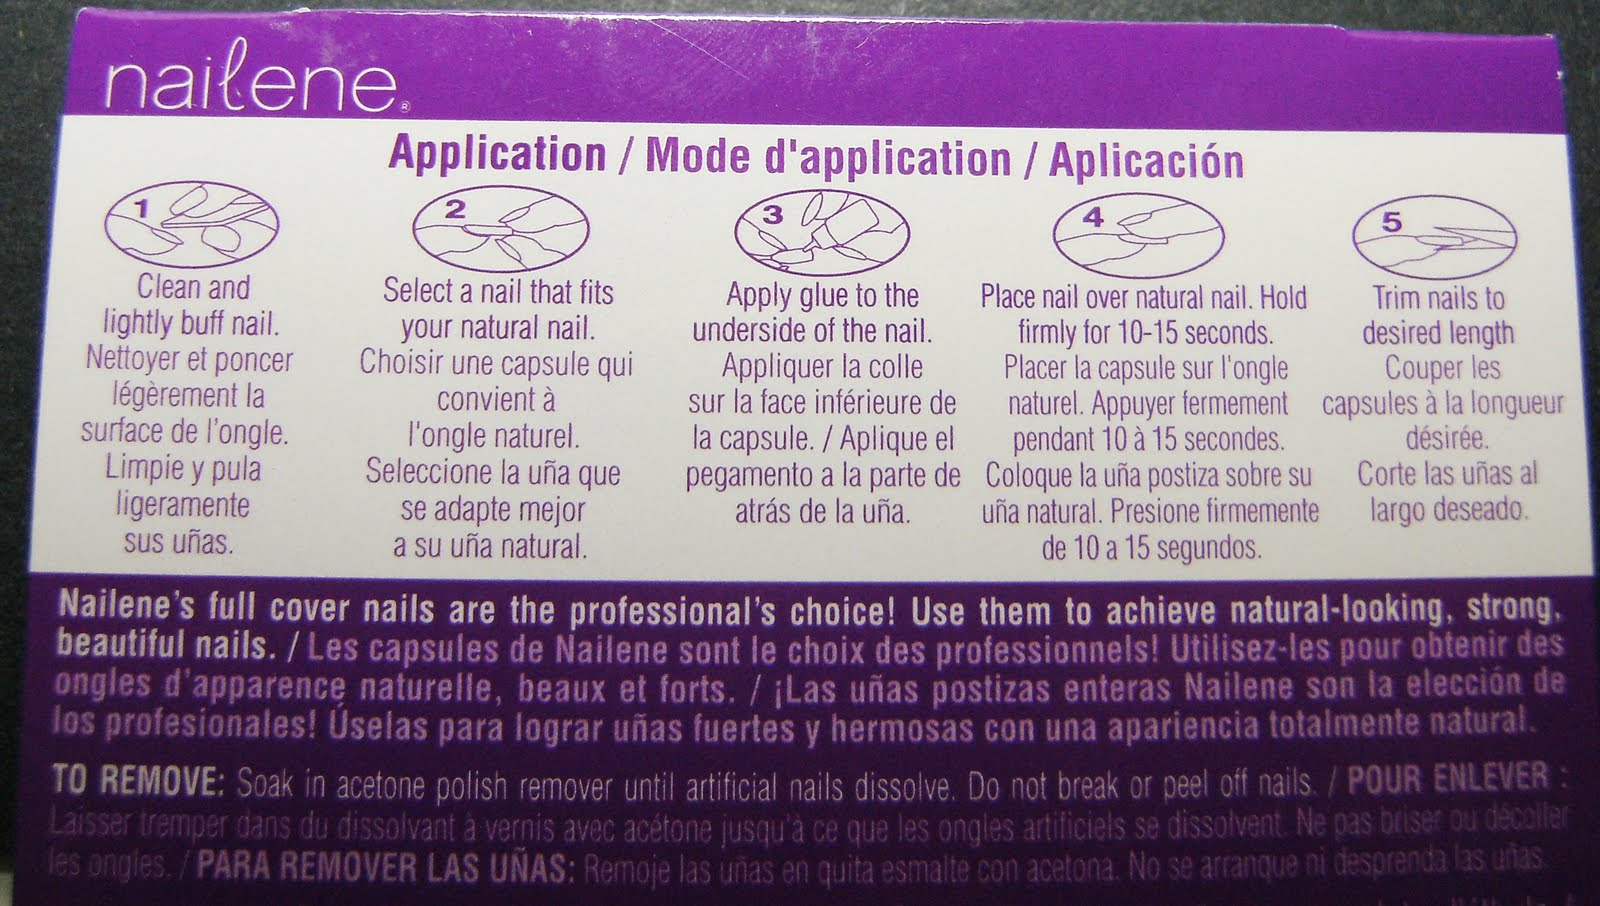 nailene®
Application / Mode d'application / Aplicación
1
Clean and
lightly buff nail.
Nettoyer et poncer
légèrement la
surface de l'ongle.
Limpie y pula
ligeramente
sus uñas.
2
Select a nail that fits
your natural nail.
Choisir une capsule qui
convient à
l'ongle naturel.
Seleccione la uña que
se adapte mejor
a su uña natural.
3
Apply glue to the
underside of the nail.
Appliquer la colle
sur la face inférieure de
la capsule. / Aplique el
pegamento a la parte de
atrás de la uña.
4
Place nail over natural nail. Hold
firmly for 10-15 seconds.
Placer la capsule sur l'ongle
naturel. Appuyer fermement
pendant 10 à 15 secondes.
Coloque la uña postiza sobre su
uña natural. Presione firmemente
de 10 a 15 segundos.
5
Trim nails to
desired length
Couper les
capsules à la longueur
désirée.
Corte las uñas al
largo deseado.
Nailene's full cover nails are the professional's choice! Use them to achieve natural-looking, strong,
beautiful nails. / Les capsules de Nailene sont le choix des professionnels! Utilisez-les pour obtenir des
ongles d'apparence naturelle, beaux et forts. / ¡Las uñas postizas enteras Nailene son la elección de
los profesionales! Úselas para lograr uñas fuertes y hermosas con una apariencia totalmente natural.
TO REMOVE: Soak in acetone polish remover until artificial nails dissolve. Do not break or peel off nails. / POUR ENLEVER :
Laisser tremper dans du dissolvant à vernis avec acétone jusqu'à ce que les ongles artificiels se dissolvent. Ne pas briser ou décoller
les ongles. / PARA REMOVER LAS UÑAS: Remoje las uñas en quita esmalte con acetona. No se arranque ni desprenda las uñas.